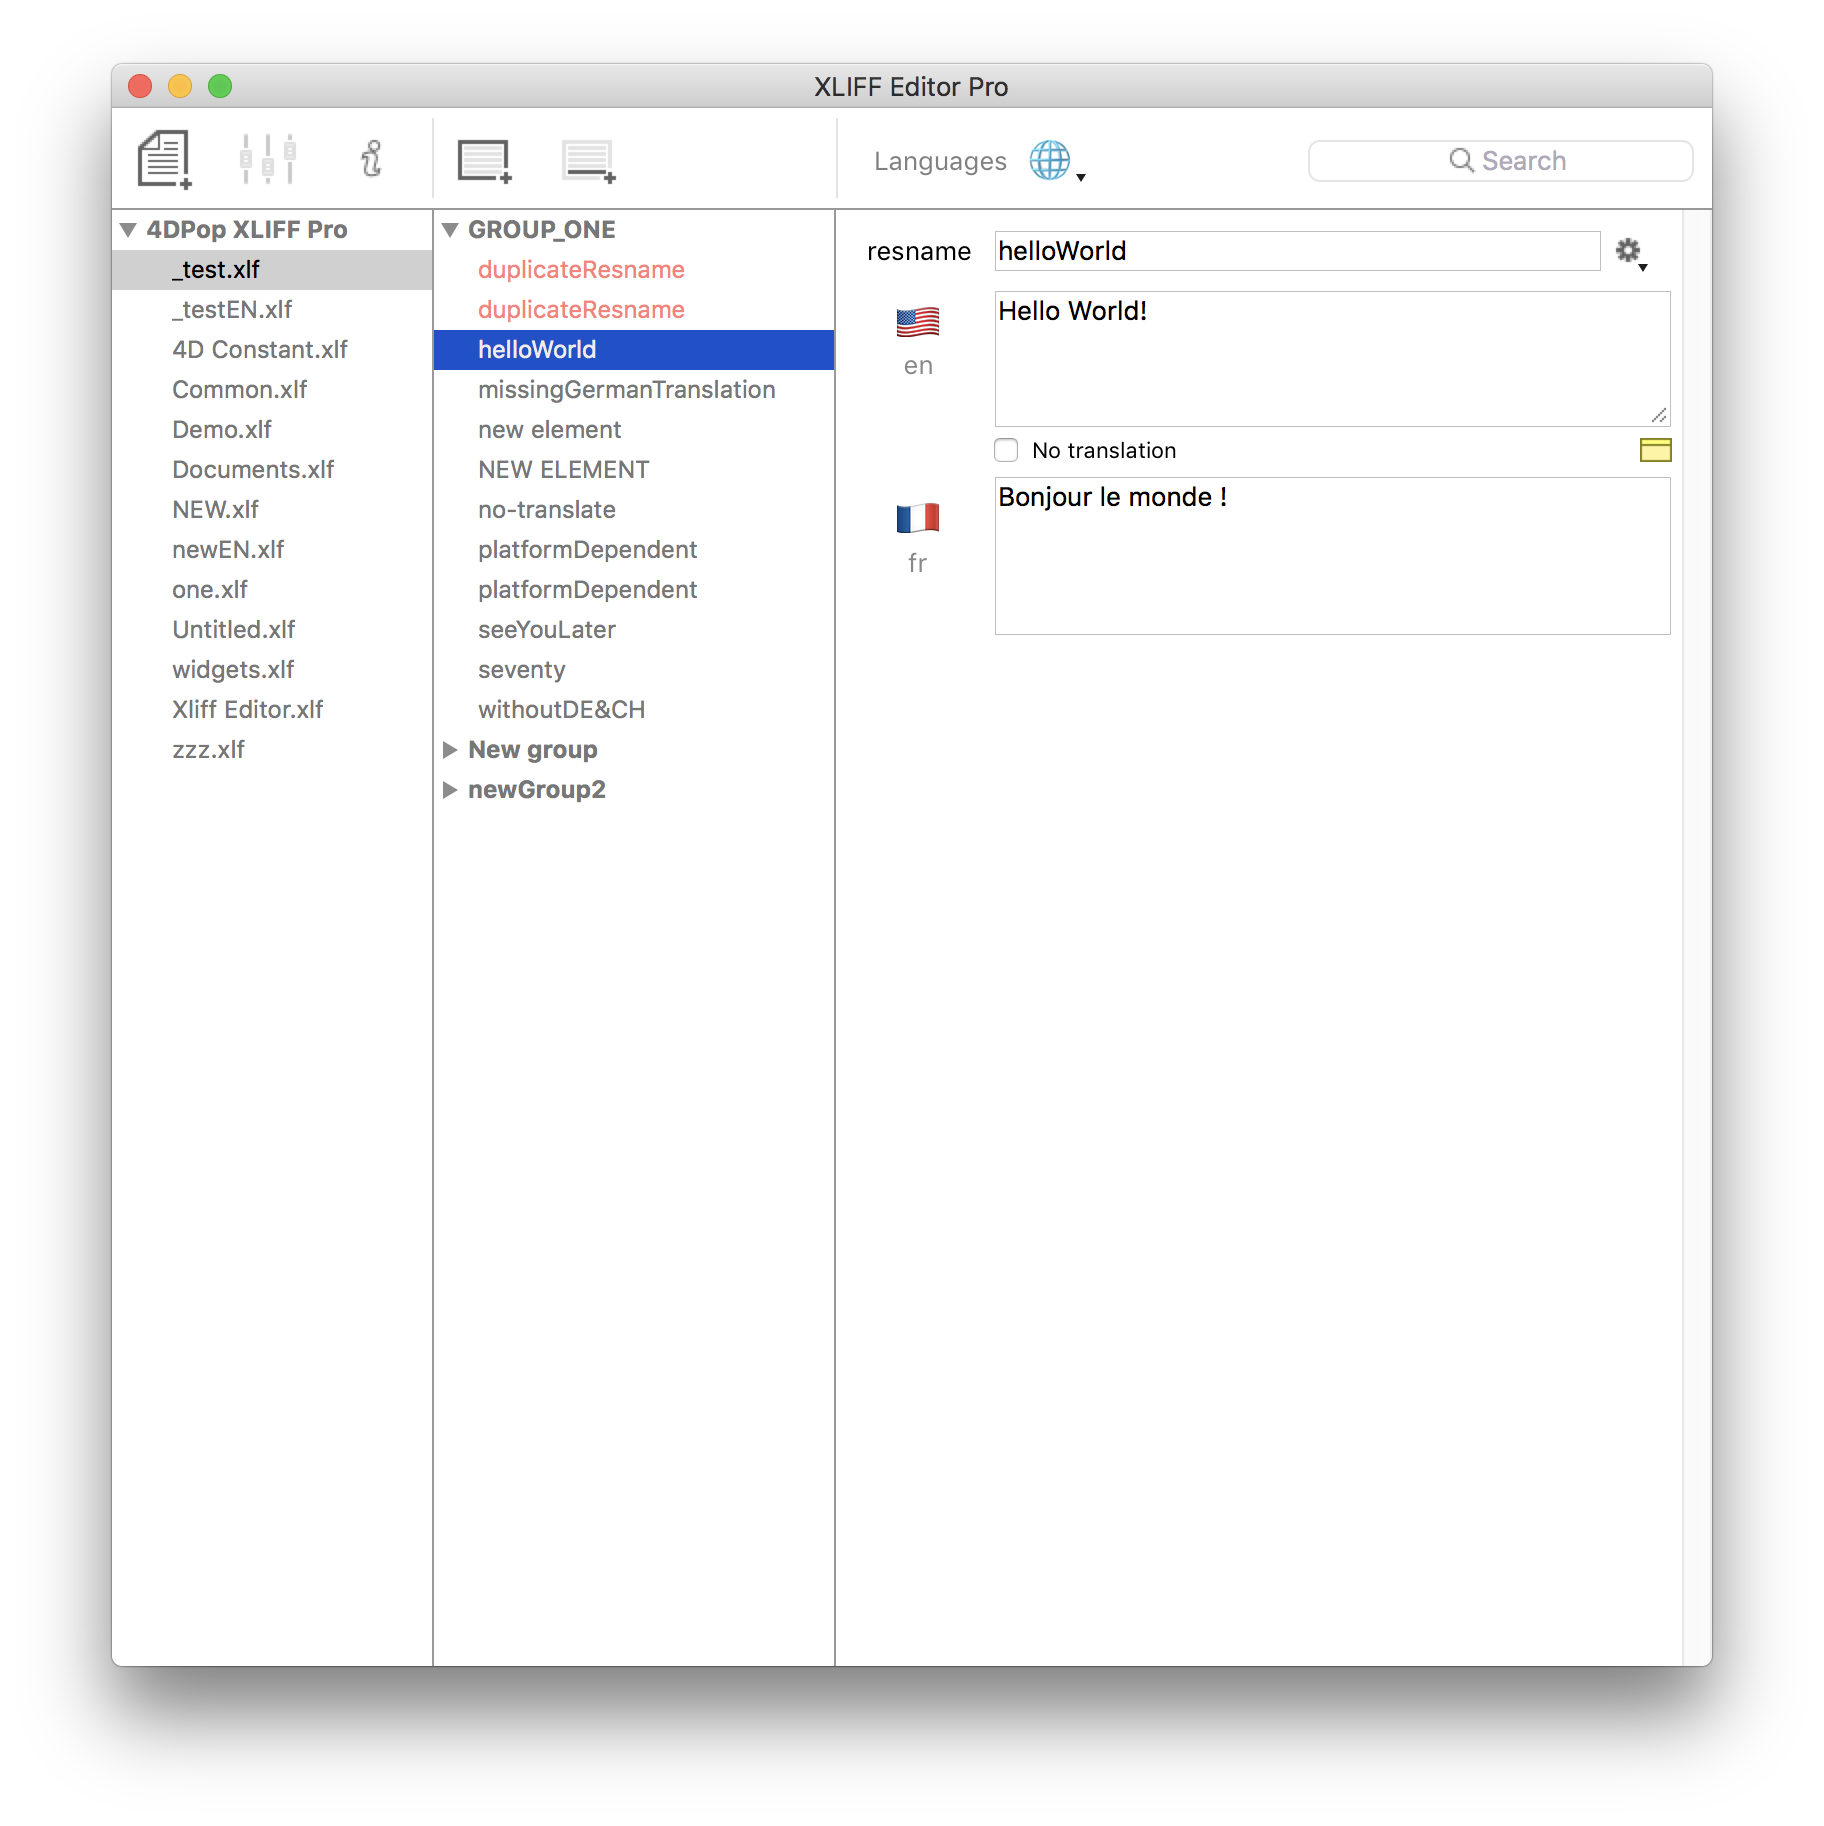 XLIFF Editor Pro
Languages
Search
4DPop XLIFF Pro
_test.xlf
_testEN.xlf
4D Constant.xlf
Common.xlf
Demo.xlf
Documents.xlf
NEW.xlf
newEN.xlf
one.xlf
Untitled.xlf
widgets.xlf
Xliff Editor.xlf
zzz.xlf
GROUP_ONE
duplicateResname
duplicateResname
helloWorld
missingGermanTranslation
new element
NEW ELEMENT
no-translate
platformDependent
platformDependent
seeYouLater
seventy
withoutDE&CH
New group
newGroup2
resname helloWorld
Hello World!
en
No translation
Bonjour le monde !
fr